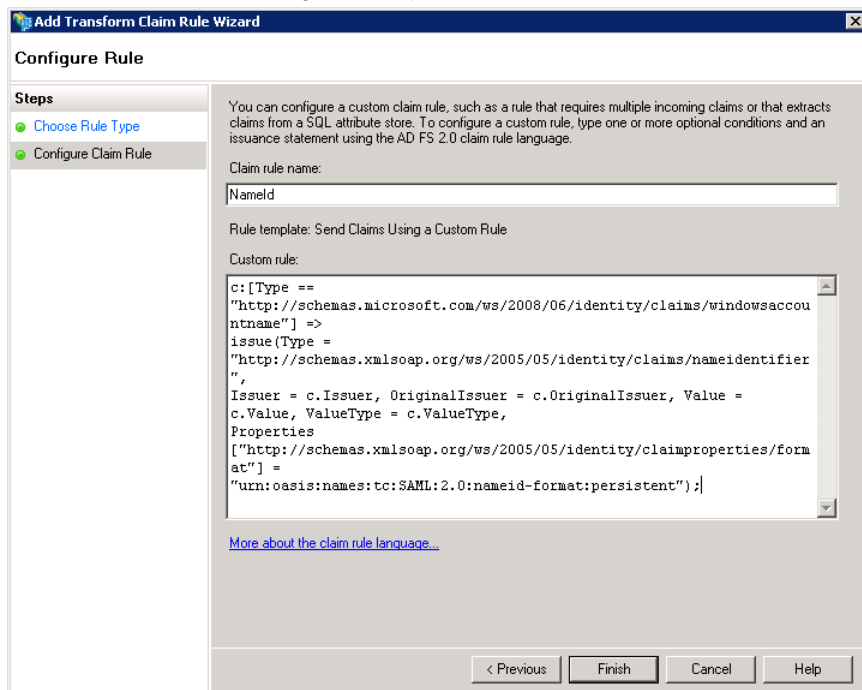 Add Transform Claim Rule Wizard
Configure Rule
Steps
Choose Rule Type
Configure Claim Rule
You can configure a custom claim rule, such as a rule that requires multiple incoming claims or that extracts
claims from a SQL attribute store. To configure a custom rule, type one or more optional conditions and an
issuance statement using the AD FS 2.0 claim rule language.
Claim rule name:
NameId
Rule template: Send Claims Using a Custom Rule
Custom rule:
c:[Type ==
"http://schemas.microsoft.com/ws/2008/06/identity/claims/windowsaccou
ntname"] =>
issue(Type =
"http://schemas.xmlsoap.org/ws/2005/05/identity/claims/nameidentifier
",
Issuer = c.Issuer, OriginalIssuer = c.OriginalIssuer, Value =
c.Value, ValueType = c.ValueType,
Properties
["http://schemas.xmlsoap.org/ws/2005/05/identity/claimproperties/form
at"] =
"urn:oasis:names:tc:SAML:2.0:nameid-format:persistent");
More about the claim rule language...
< Previous
Finish
Cancel
Help